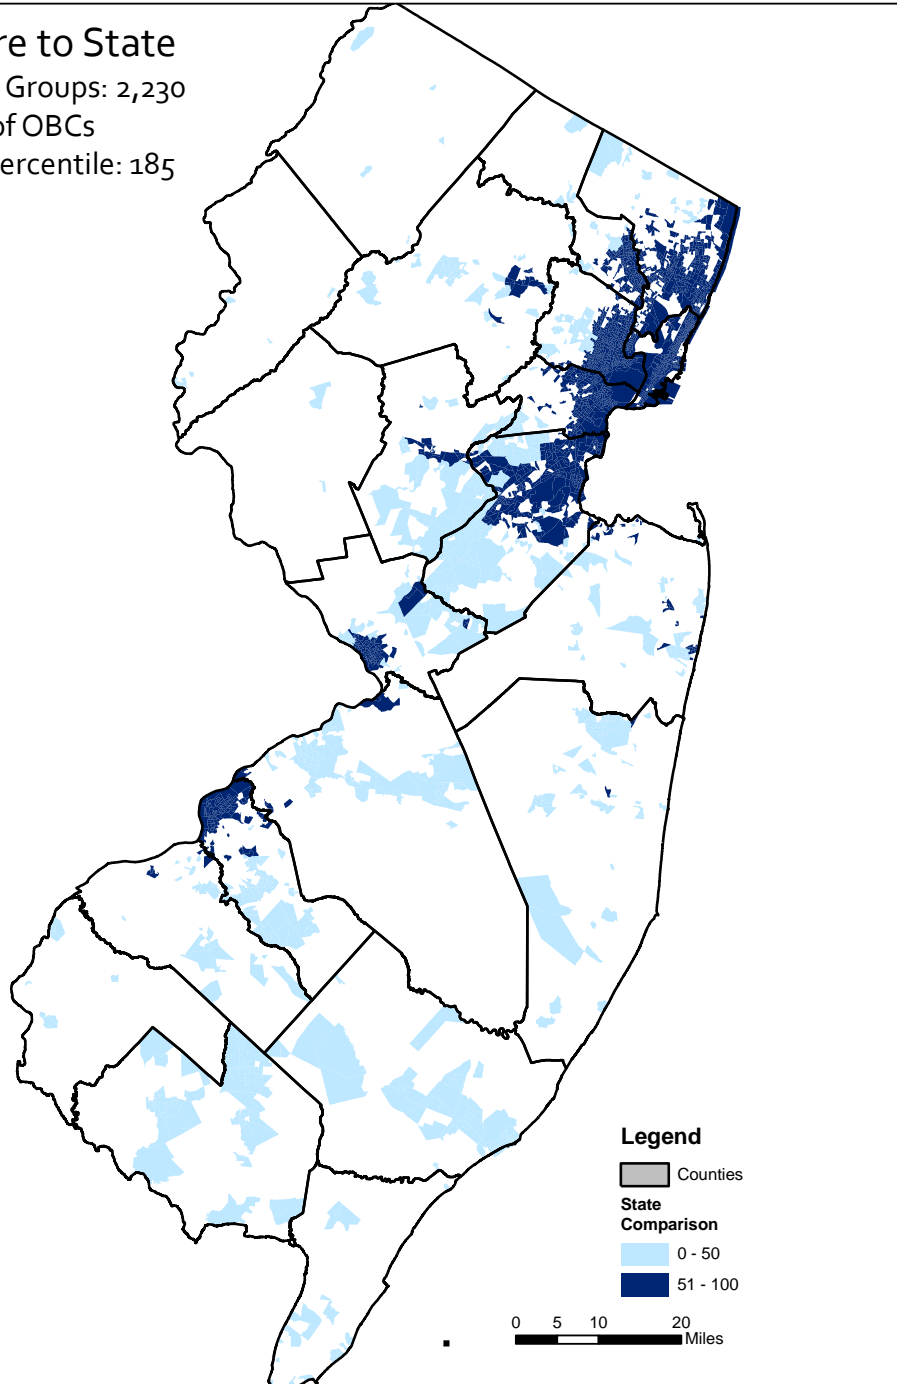 re to State
Groups: 2,230
of OBCs
ercentile: 185
Legend
Counties
State
Comparison
0 - 50
51 - 100
0 5 10 20
Miles